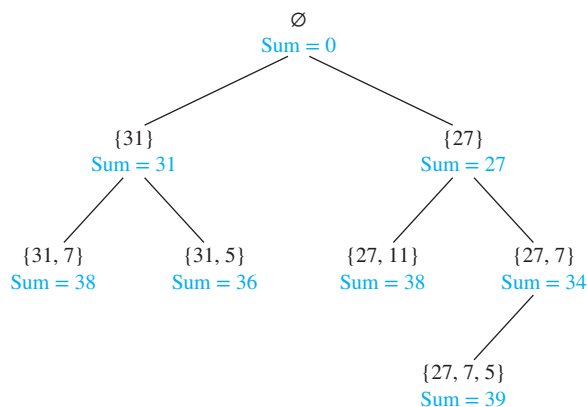 ∅
Sum = 0
{31}
Sum = 31
{27}
Sum = 27
{31, 7}
Sum = 38
{31, 5}
Sum = 36
{27, 11}
Sum = 38
{27, 7}
Sum = 34
{27, 7, 5}
Sum = 39